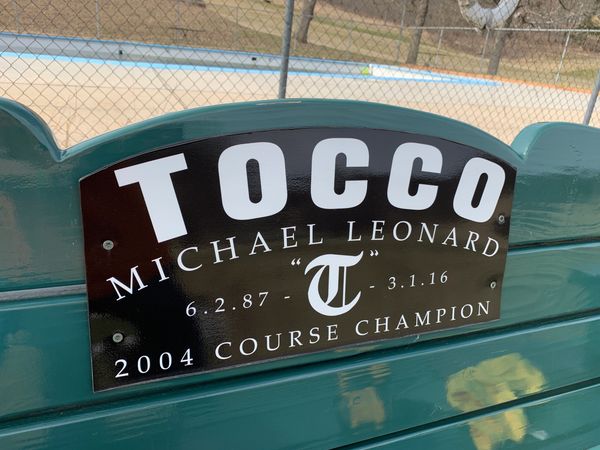 TOCCO
MICHAEL LEONARD
6.2.87 - "T" - 3.1.16
2004 COURSE CHAMPION